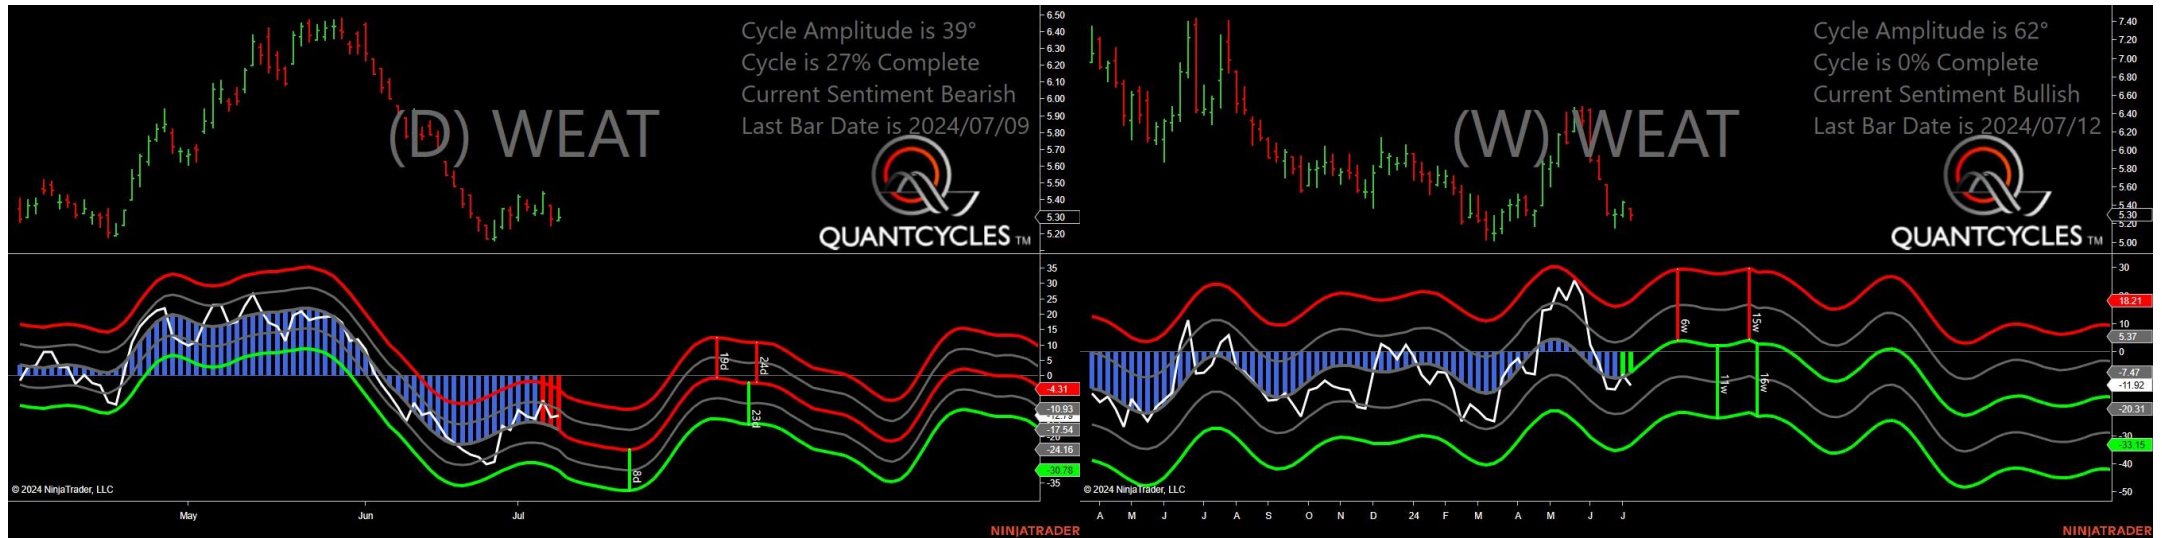 Cycle Amplitude is 39°
Cycle is 27% Complete
Current Sentiment Bearish
Last Bar Date is 2024/07/09
(D) WEAT
QUANTCYCLES TM
6.50
6.40
6.30
6.20
6.10
6.00
5.90
5.80
5.70
5.60
5.50
5.40
5.30
5.20
35
30
25
20
15
10
5
0
-4.31
-10.93
-17.54
-20
-24.16
-30.78
-35
19d
24d
23d
8d
© 2024 NinjaTrader, LLC
May
Jun
Jul
NINJATRADER
Cycle Amplitude is 62°
Cycle is 0% Complete
Current Sentiment Bullish
Last Bar Date is 2024/07/12
(W) WEAT
QUANTCYCLES TM
7.40
7.20
7.00
6.80
6.60
6.40
6.20
6.00
5.80
5.60
5.40
5.30
5.20
5.00
30
18.21
10
5.37
0
-7.47
-11.92
-20.31
-30
-33.15
-40
-50
6w
15w
11w
16w
© 2024 NinjaTrader, LLC
A M J J A S O N D 24 F M A M J J
NINJATRADER